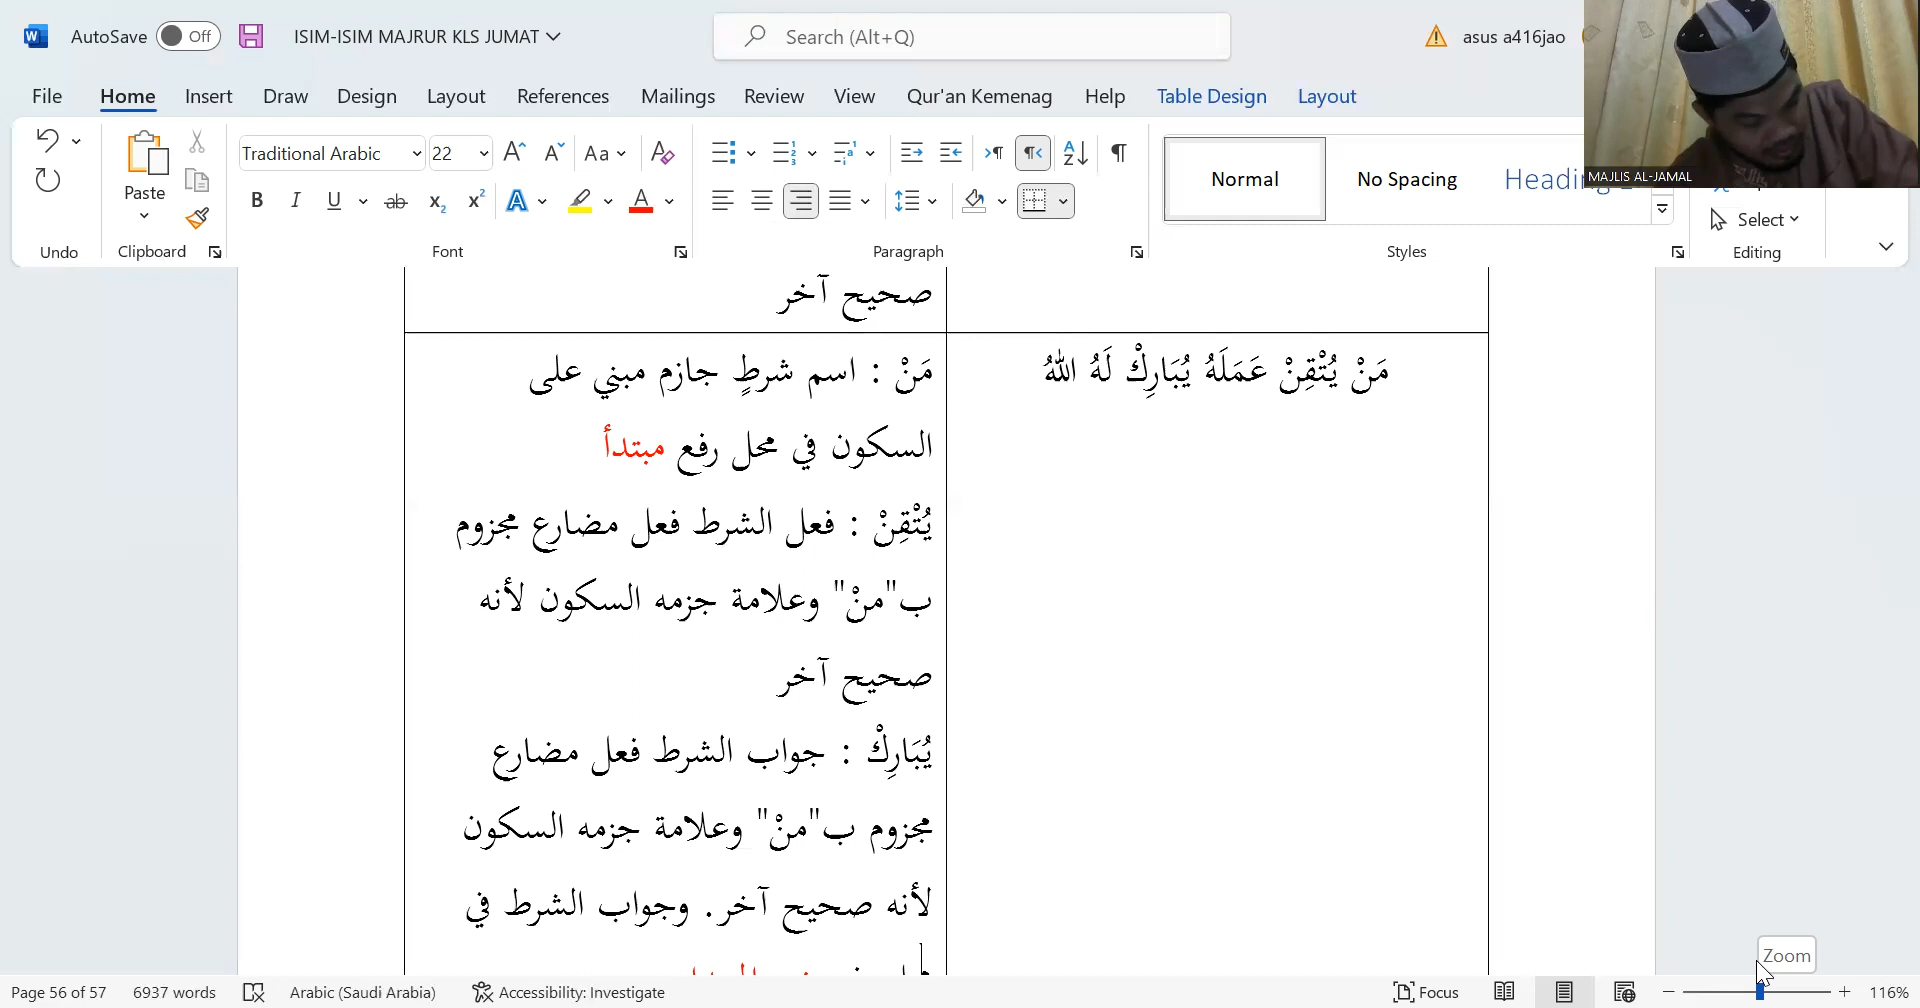 AutoSave Off ISIM-ISIM MAJRUR KLS JUMAT Search (Alt+Q) asus a416jao
MAJLIS AL-JAMAL
File Home Insert Draw Design Layout References Mailings Review View Qur'an Kemenag Help Table Design Layout
Traditional Arabic 22
Paste
Normal No Spacing Heading
Select
Undo Clipboard Font Paragraph Styles Editing
صحيح آخر
مَنْ يُتْقِنْ عَمَلَهُ يُبَارِكْ لَهُ اللهُ
مَنْ : اسم شرطٍ جازم مبني على
السكون في محل رفع مبتدأ
يُتْقِنْ : فعل الشرط فعل مضارع مجزوم
ب"منْ" وعلامة جزمه السكون لأنه
صحيح آخر
يُبَارِكْ : جواب الشرط فعل مضارع
مجزوم ب"منْ" وعلامة جزمه السكون
لأنه صحيح آخر. وجواب الشرط في
Zoom
Page 56 of 57 6937 words Arabic (Saudi Arabia) Accessibility: Investigate Focus 116%